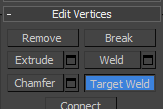 - Edit Vertices
Remove Break
Extrude Weld
Chamfer Target Weld
Connect